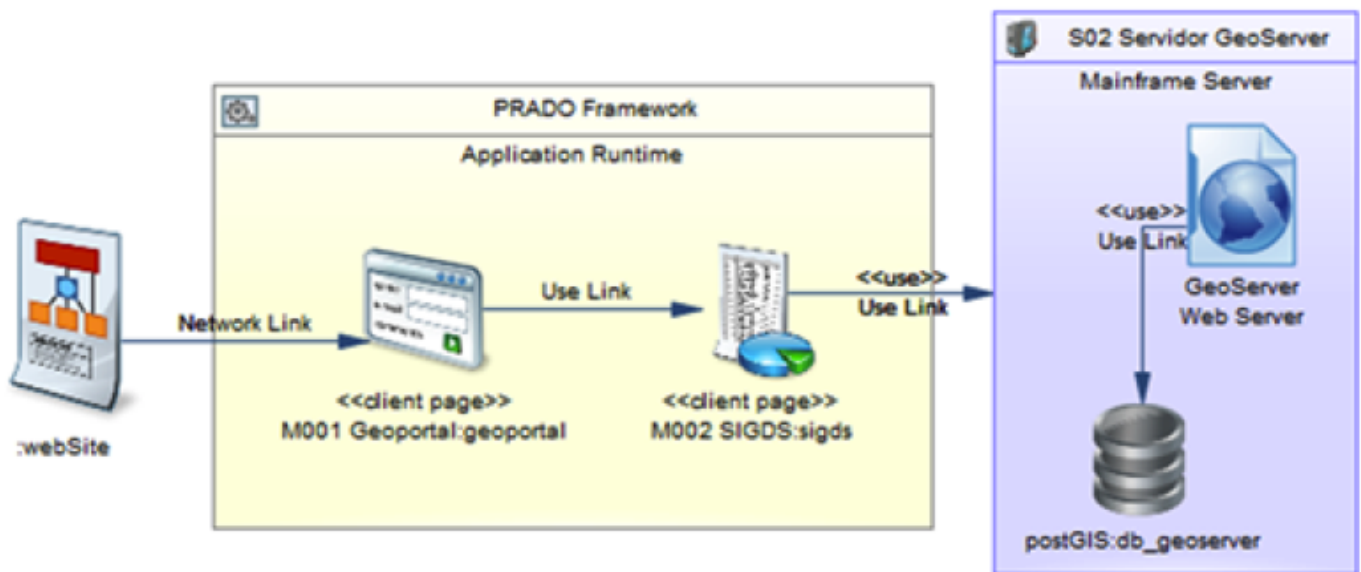 S02 Servidor GeoServer
Mainframe Server
PRADO Framework
Application Runtime
<<use>>
Use Link
GeoServer
Web Server
<<use>>
Use Link
Use Link
Network Link
<<client page>>
M001 Geoportal:geoportal
<<client page>>
M002 SIGDS:sigds
:webSite
postGIS:db_geoserver